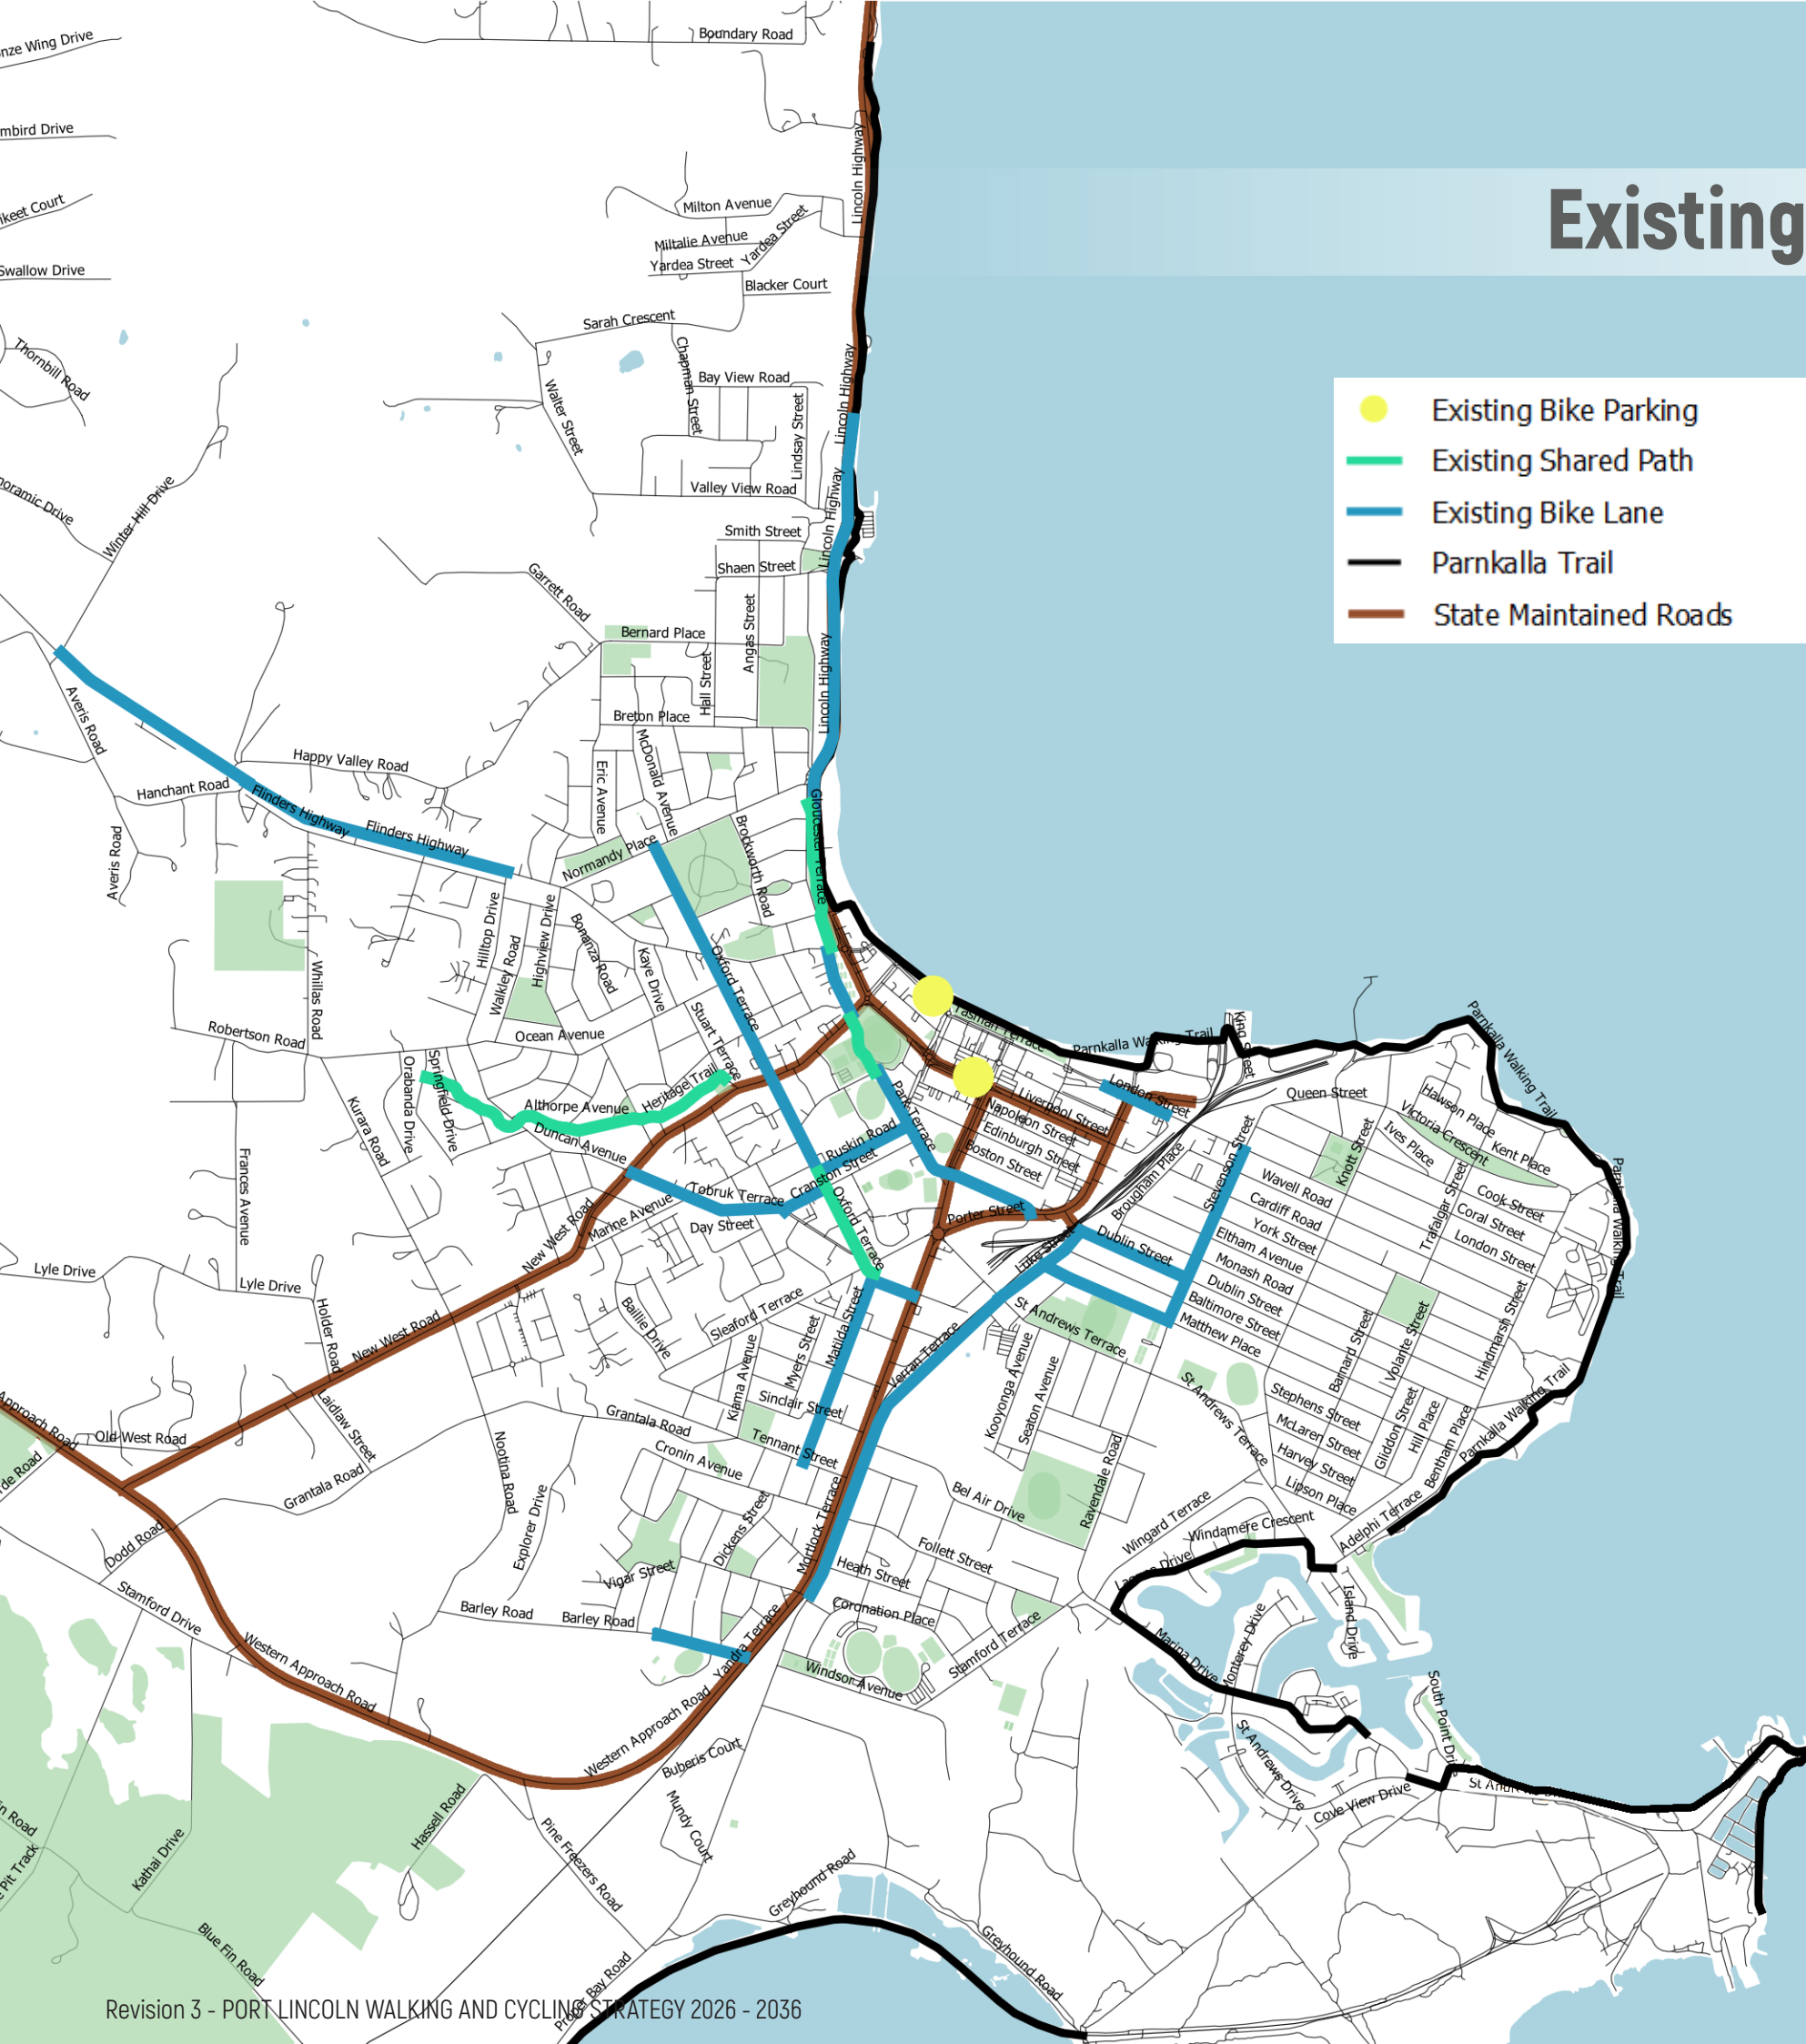 Boundary Road
mbird Drive
Lincoln Highway
Milton Avenue
Miltalie Avenue
Yardea Street
Yardea Street
Swallow Drive
Blacker Court
Existing
Sarah Crescent
Thornbill Road
Chapman Street
Bay View Road
Lincoln Highway
Walter Street
Lindsay Street
Existing Bike Parking
Existing Shared Path
Existing Bike Lane
Parnkalla Trail
State Maintained Roads
Valley View Road
Winter Hill Drive
noramic Drive
Lincoln Highway
Smith Street
Shaen Street
Garrett Road
Angas Street
Bernard Place
Hall Street
Lincoln Highway
Averis Road
Breton Place
McDonald Avenue
Happy Valley Road
Hanchant Road
Eric Avenue
Flinders Highway
Flinders Highway
Gloucester Terrace
Brockworth Road
Averis Road
Normandy Place
Hilltop Drive
Walkley Road
Highview Drive
Bonanza Road
Kaye Drive
Oxford Terrace
Whillas Road
Robertson Road
Ocean Avenue
Stuart Terrace
Tasman Terrace
Parnkalla Walking Trail
King Street
Parnkalla Walking Trail
Orabanda Drive
Springfield Drive
Kurara Road
Althorpe Avenue
Heritage Trail
Duncan Avenue
Park Terrace
London Street
Liverpool Street
Napoleon Street
Edinburgh Street
Boston Street
Queen Street
Hawson Place
Victoria Crescent
Ives Place
Kent Place
Knott Street
Ruskin Road
Cranston Street
Tobruk Terrace
Frances Avenue
Marine Avenue
Day Street
New West Road
Oxford Terrace
Porter Street
Brougham Place
Stevenson Street
Wavell Road
Cardiff Road
York Street
Eltham Avenue
Monash Road
Dublin Street
Baltimore Street
Matthew Place
Trafalgar Street
Cook Street
Coral Street
London Street
Parnkalla Walking Trail
Luke Street
Dublin Street
Lyle Drive
Lyle Drive
Holder Road
New West Road
Baillie Drive
Sleaford Terrace
Matilda Street
Myers Street
Kiama Avenue
Verran Terrace
St Andrews Terrace
Kooyonga Avenue
Seaton Avenue
Barnard Street
Volante Street
Hindmarsh Street
Approach Road
Old West Road
Laidlaw Street
Grantala Road
Sinclair Street
Tennant Street
Cronin Avenue
Grantala Road
Nootina Road
Explorer Drive
St Andrews Terrace
Stephens Street
McLaren Street
Harvey Street
Lipson Place
Gliddon Street
Hill Place
Bentham Place
Parnkalla Walking Trail
Ravendale Road
Bel Air Drive
Mortlock Terrace
Dickens Street
Dodd Road
Wingard Terrace
Windamere Crescent
Adelphi Terrace
Follett Street
Heath Street
Vigar Street
Coronation Place
Stamford Drive
Barley Road
Barley Road
Yandra Terrace
Stamford Terrace
Windsor Avenue
Marina Drive
Monterey Drive
Island Drive
Western Approach Road
Western Approach Road
South Point Drive
St Andrews Drive
Cove View Drive
Buberis Court
Mundy Court
Hassell Road
Pine Freezers Road
Kathai Drive
Pit Track
Blue Fin Road
Greyhound Road
Greyhound Road
Proper Bay Road
Revision 3 - PORT LINCOLN WALKING AND CYCLING STRATEGY 2026 - 2036